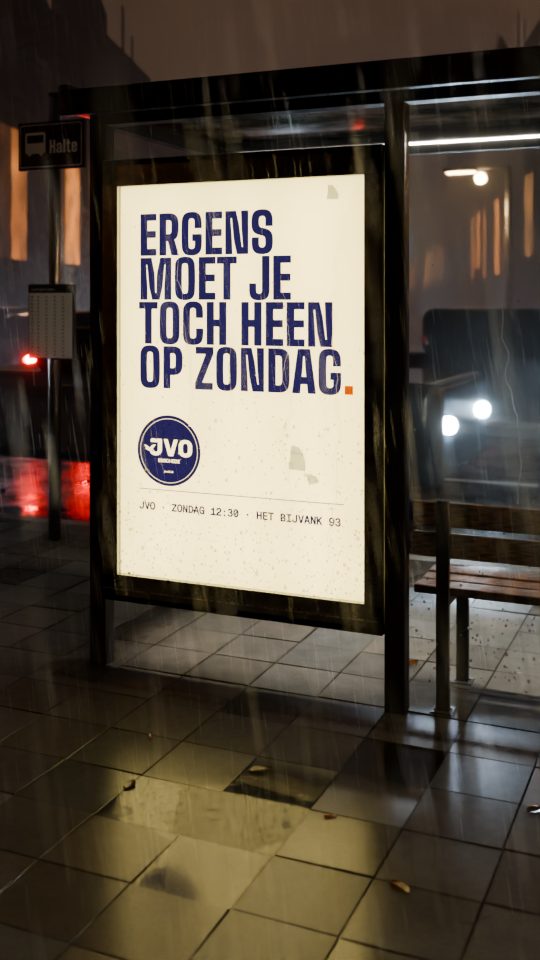 Halte
ERGENS
MOET JE
TOCH HEEN
OP ZONDAG.
JVO
JVO · ZONDAG 12:30 · HET BIJVANK 93